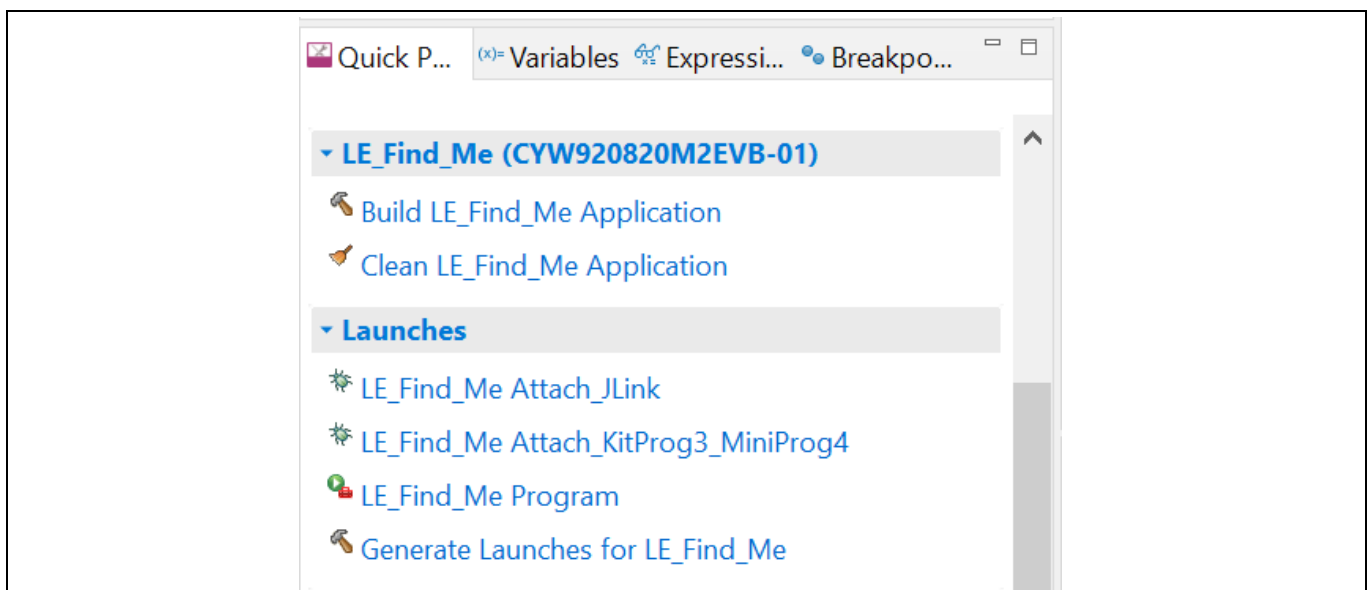 Quick P... (x)= Variables Expressi... Breakpo...
LE_Find_Me (CYW920820M2EVB-01)
Build LE_Find_Me Application
Clean LE_Find_Me Application
Launches
LE_Find_Me Attach_JLink
LE_Find_Me Attach_KitProg3_MiniProg4
LE_Find_Me Program
Generate Launches for LE_Find_Me